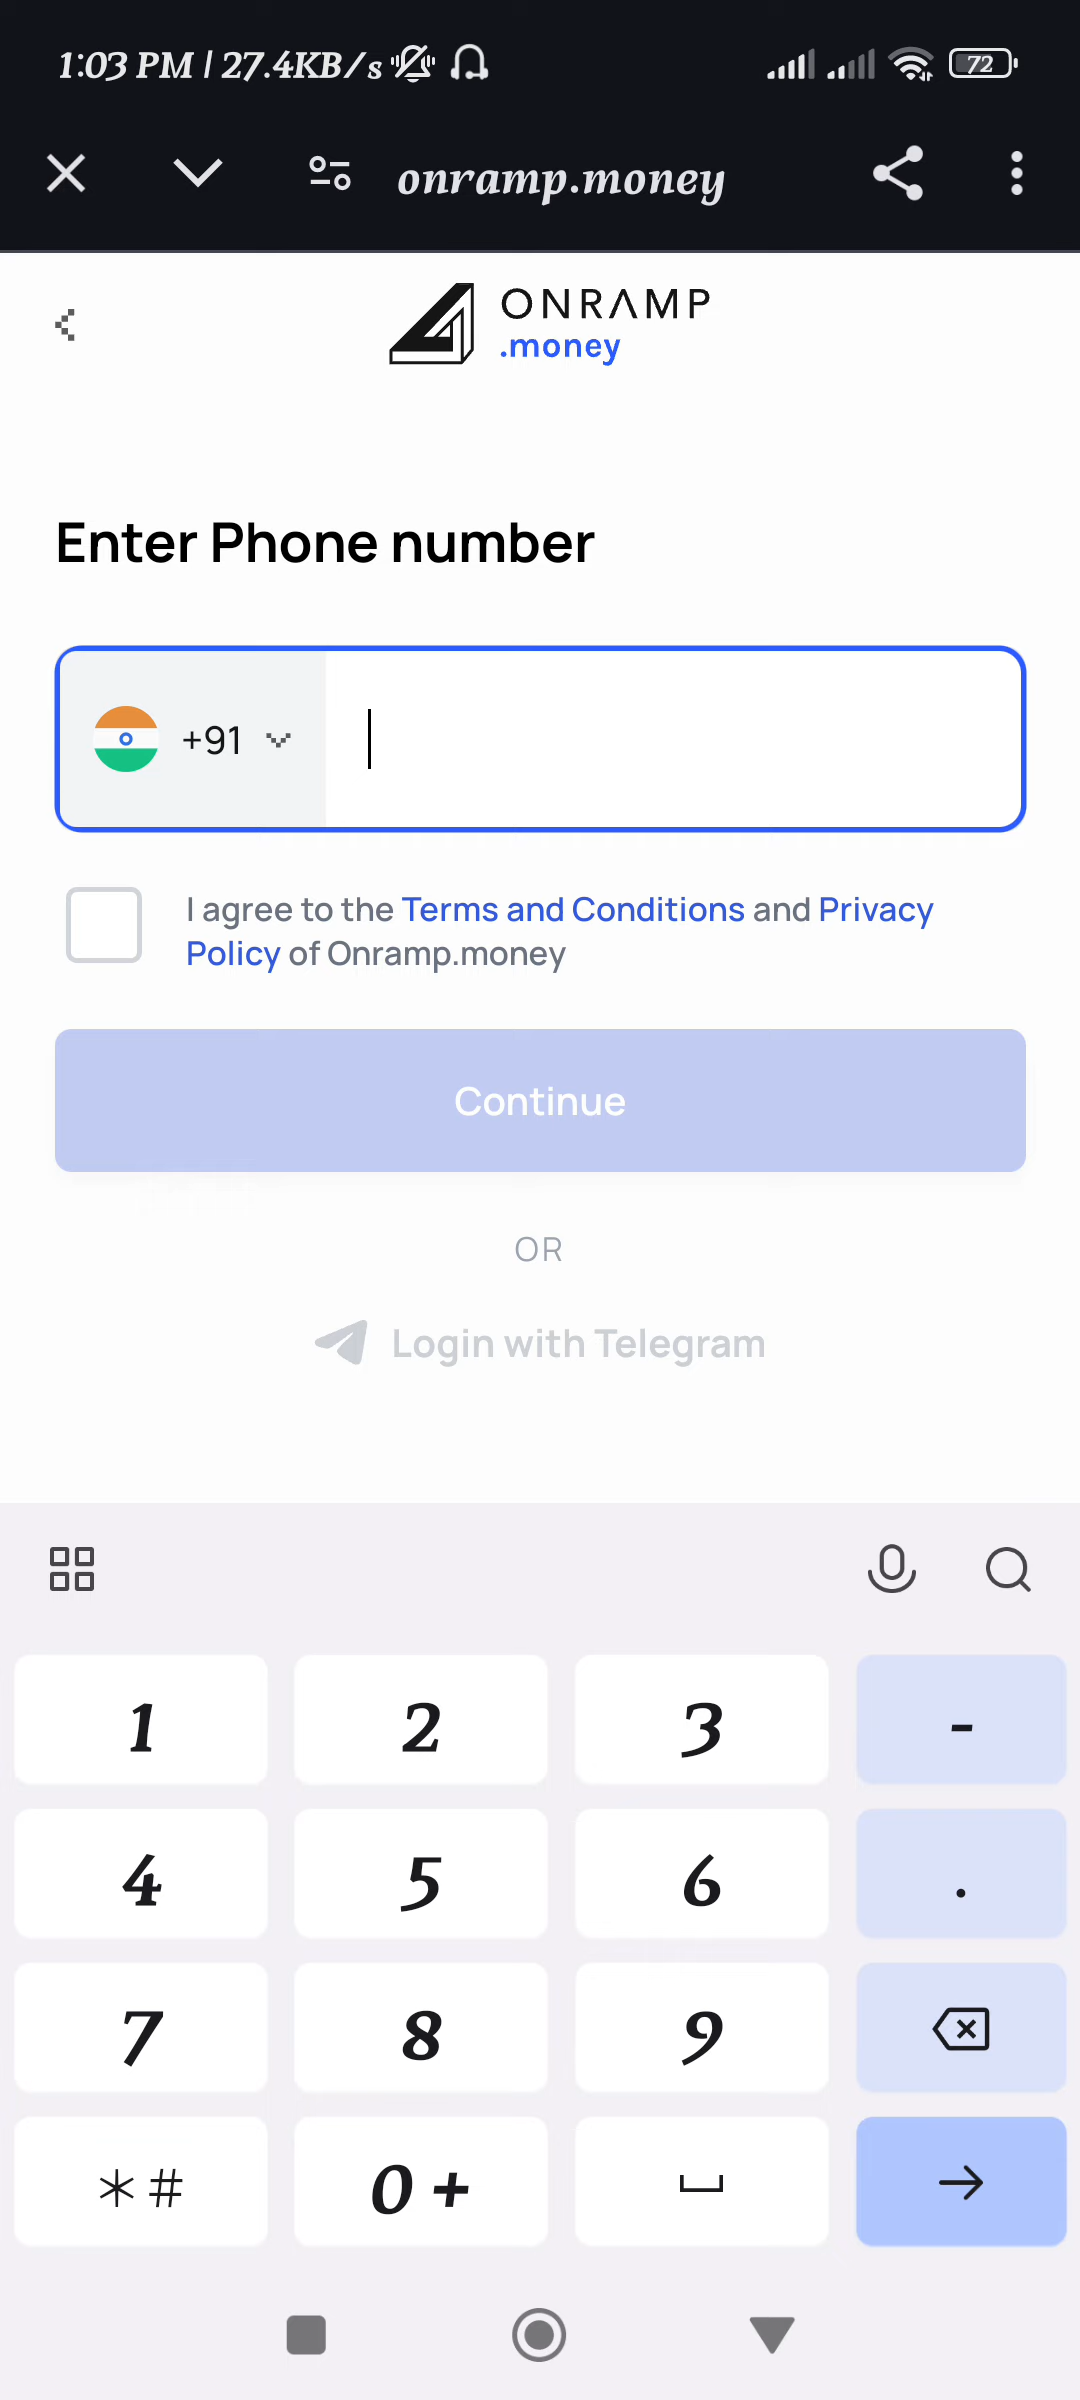 1:03 PM | 27.4KB/s
72
onramp.money
ONRAMP
.money
Enter Phone number
+91
I agree to the Terms and Conditions and Privacy
Policy of Onramp.money
Continue
OR
Login with Telegram
1 2 3 -
4 5 6 .
7 8 9
*# 0 +